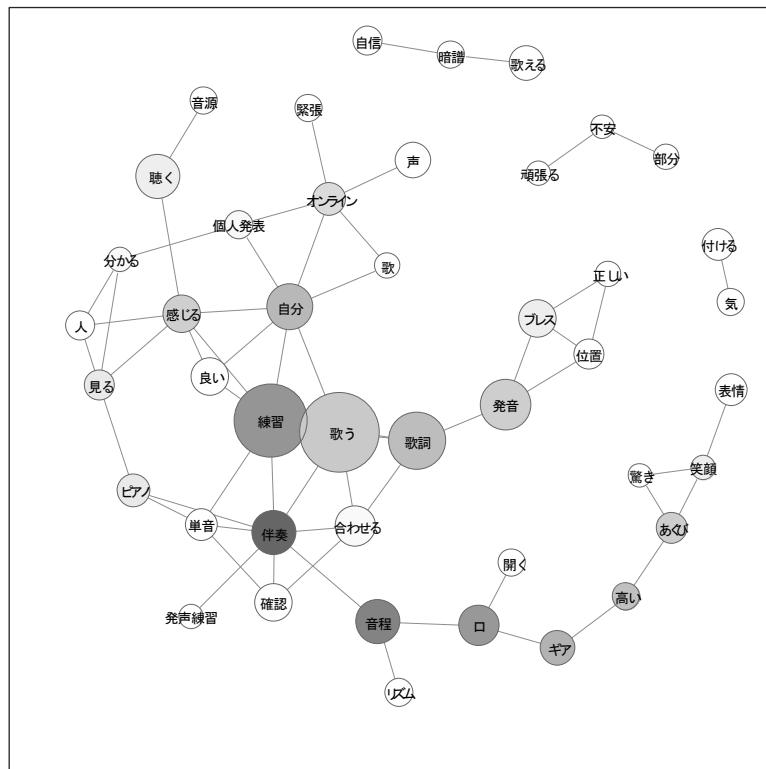 自信
暗譜
歌える
音源
緊張
不安
声
部分
頑張る
聴く
オンライン
個人発表
付ける
分かる
歌
正しい
気
自分
感じる
ブレス
人
位置
良い
見る
表情
発音
練習
歌う
歌詞
笑顔
驚き
ピアノ
単音
合わせる
あくび
伴奏
開く
高い
確認
発声練習
音程
口
ギア
リズム